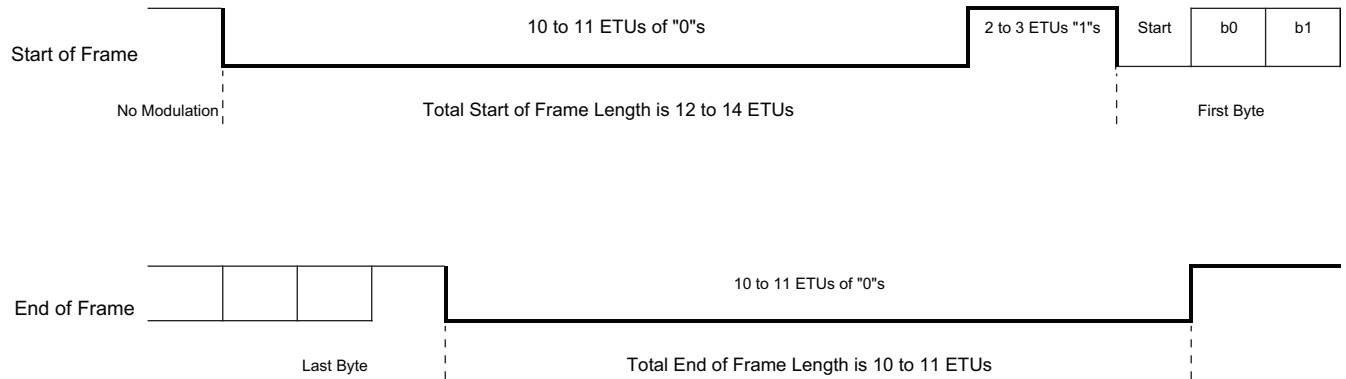 10 to 11 ETUs of "0"s
2 to 3 ETUs "1"s
Start
b0
b1
Start of Frame
No Modulation
Total Start of Frame Length is 12 to 14 ETUs
First Byte
10 to 11 ETUs of "0"s
End of Frame
Last Byte
Total End of Frame Length is 10 to 11 ETUs